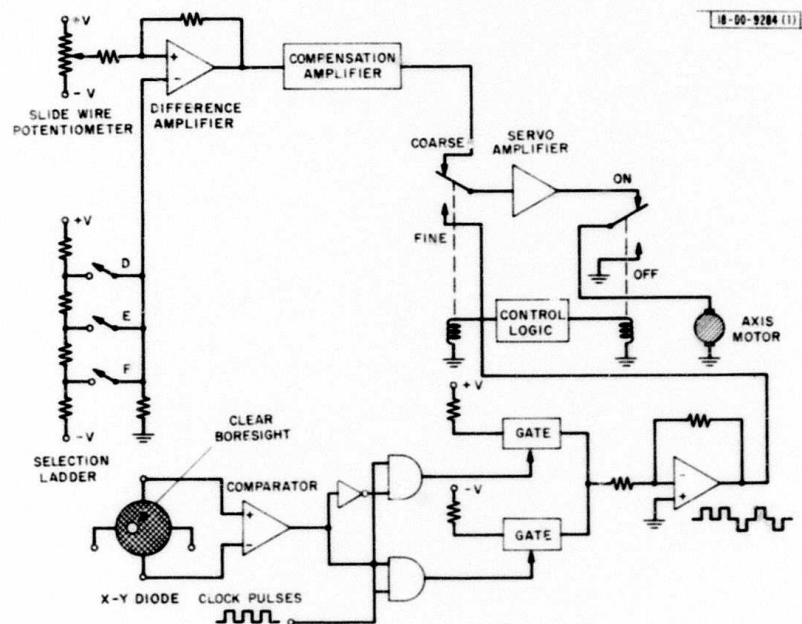 18-00-9284 (1)
+V
- V
SLIDE WIRE
POTENTIOMETER
+
-
DIFFERENCE
AMPLIFIER
COMPENSATION
AMPLIFIER
COARSE
SERVO
AMPLIFIER
ON
FINE
OFF
CONTROL
LOGIC
AXIS
MOTOR
+V
D
E
F
-V
SELECTION
LADDER
CLEAR
BORESIGHT
COMPARATOR
+
-
X-Y DIODE
CLOCK PULSES
+V
GATE
-V
GATE
-
+